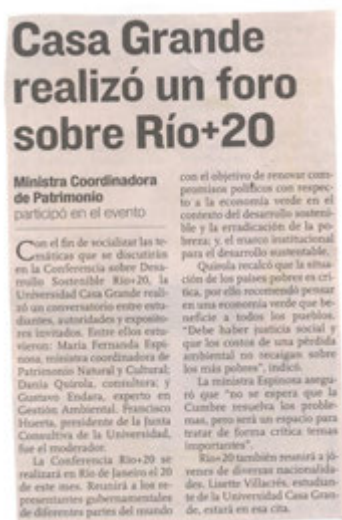 Casa Grande
realizó un foro
sobre Río+20
Ministra Coordinadora
de Patrimonio
participó en el evento
Con el fin de socializar las te-
máticas que se discutirán
en la Conferencia sobre Desa-
rrollo Sostenible Río+20, la
Universidad Casa Grande reali-
zó un conversatorio entre estu-
diantes, autoridades y exposito-
res invitados. Entre ellos estu-
vieron: María Fernanda Espi-
nosa, ministra coordinadora de
Patrimonio Natural y Cultural;
Dania Quirola, consultora; y
Gustavo Endara, experto en
Gestión Ambiental. Francisco
Huerta, presidente de la Junta
Consultiva de la Universidad,
fue el moderador.
La Conferencia Río+20 se
realizará en Río de Janeiro el 20
de este mes. Reunirá a los re-
presentantes gubernamentales
de diferentes partes del mundo
con el objetivo de renovar com-
promisos políticos con respec-
to a la economía verde en el
contexto del desarrollo sosteni-
ble y la erradicación de la po-
breza; y, el marco institucional
para el desarrollo sustentable.
Quirola recalcó que la situa-
ción de los países pobres es crí-
tica, por ello recomendó pensar
en una economía verde que be-
neficie a todos los pueblos.
"Debe haber justicia social y
que los costos de una pérdida
ambiental no recaigan sobre
los más pobres", indicó.
La ministra Espinosa asegu-
ró que "no se espera que la
Cumbre resuelva los proble-
mas, pero será un espacio para
tratar de forma crítica temas
importantes".
Río+20 también reunirá a jó-
venes de diversas nacionalida-
des. Lisette Villacrés, estudian-
te de la Universidad Casa Gran-
de, estará en esa cita.